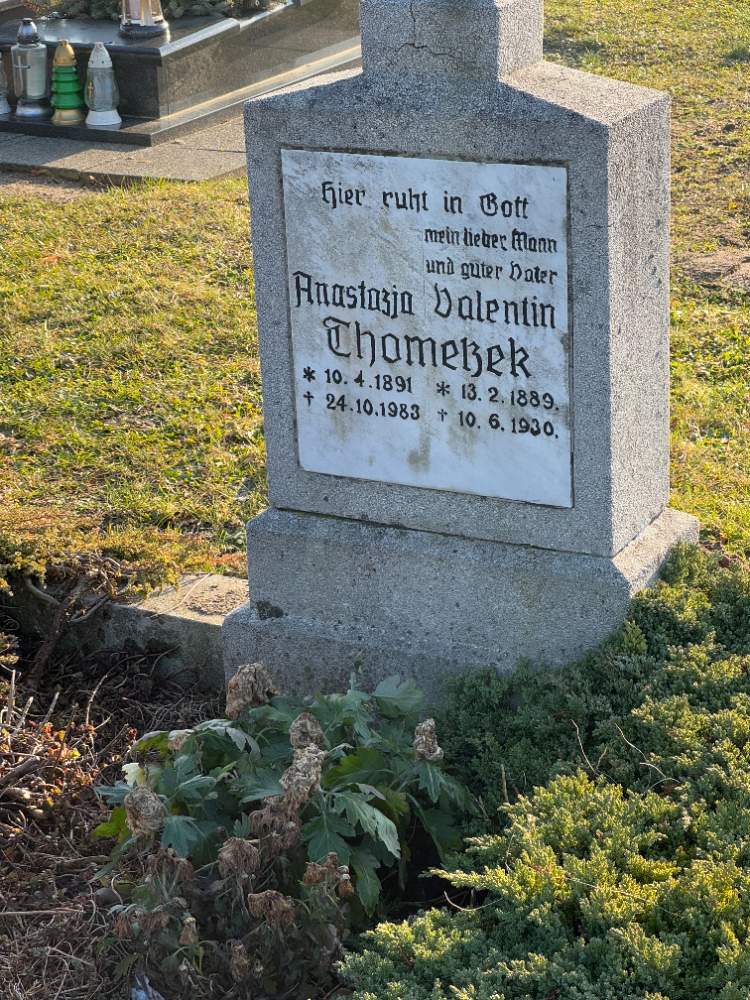 Hier ruht in Gott
mein lieber Mann
und guter Vater
Anastazja Valentin
Thometzek
* 10.4.1891 * 13.2.1889.
† 24.10.1983 † 10.6.1930.